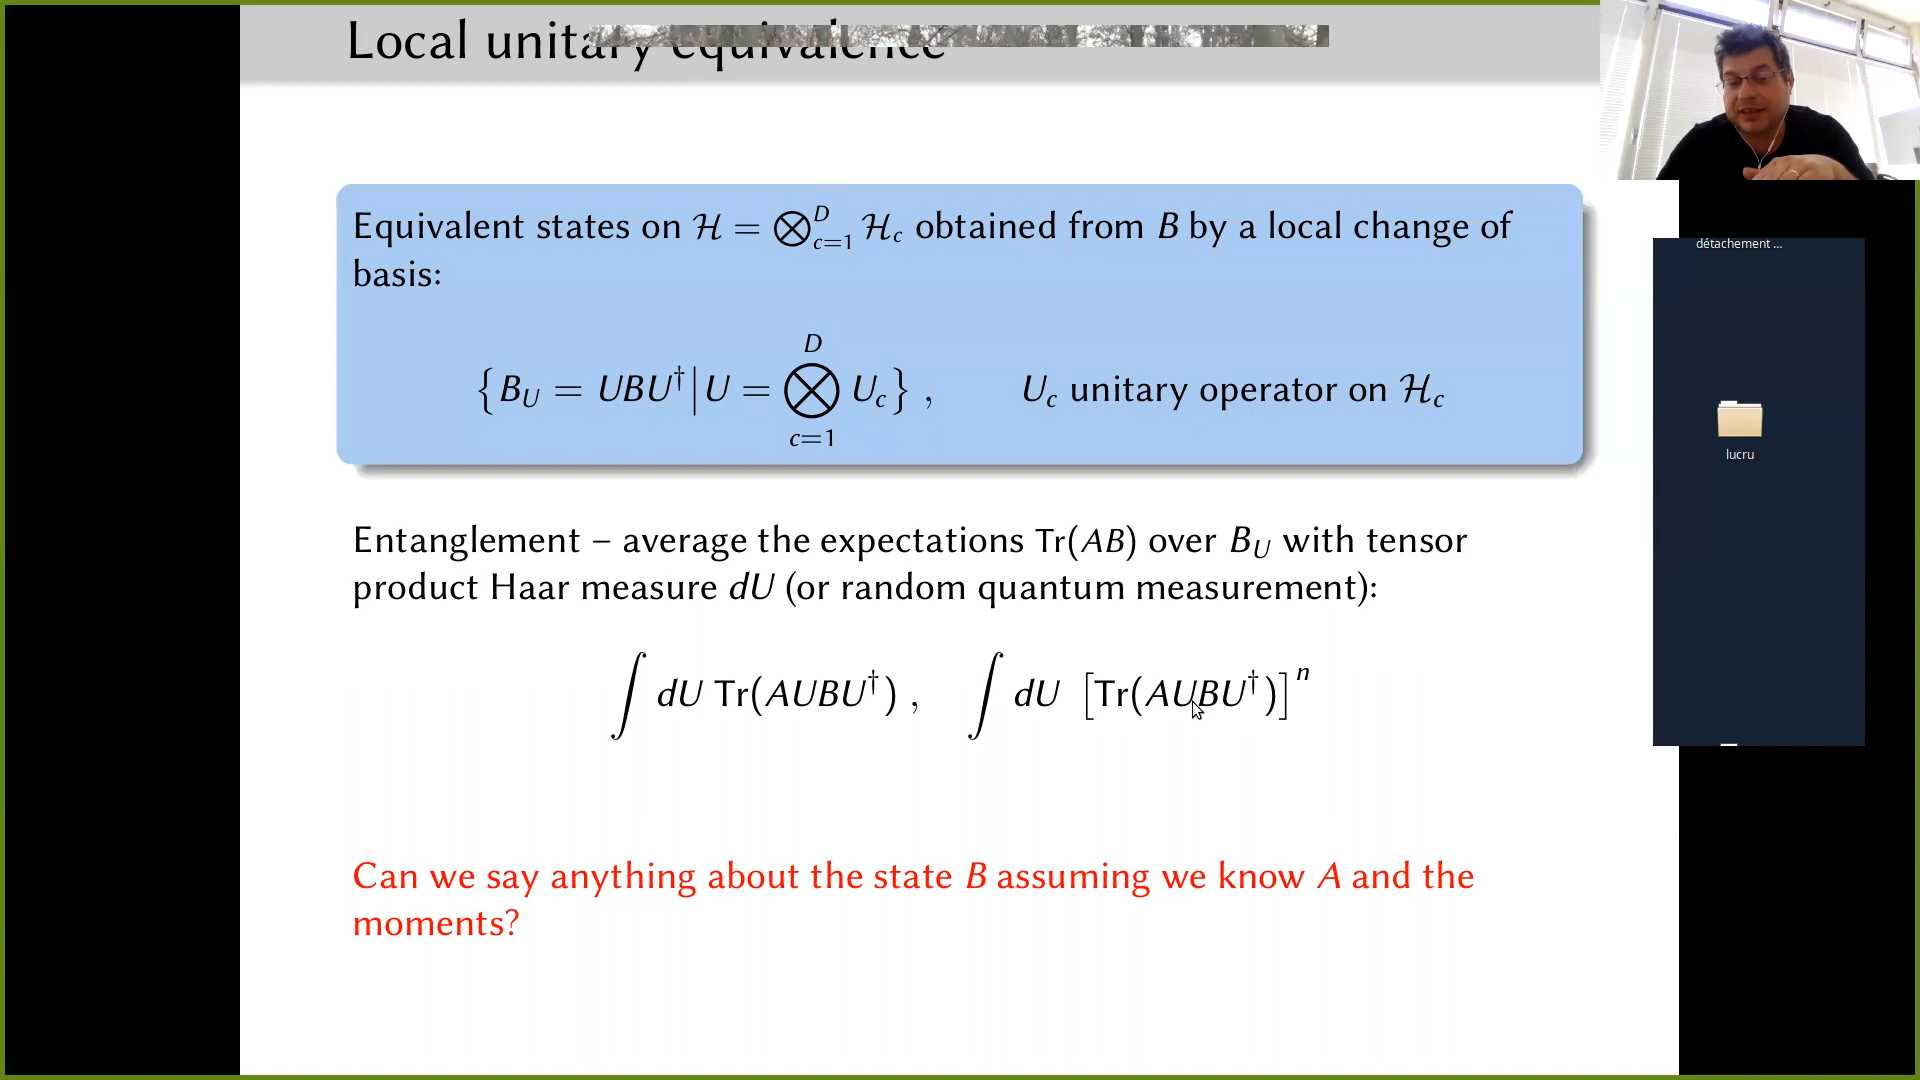 Local unitary equivalence
Equivalent states on ℋ = ⊗_{c=1}^{D} ℋ_c obtained from B by a local change of
basis:
{B_U = UBU† | U = ⊗_{c=1}^{D} U_c} , U_c unitary operator on ℋ_c
Entanglement – average the expectations Tr(AB) over B_U with tensor
product Haar measure dU (or random quantum measurement):
∫ dU Tr(AUBU†) , ∫ dU [Tr(AUBU†)]^n
Can we say anything about the state B assuming we know A and the
moments?
détachement ...
lucru